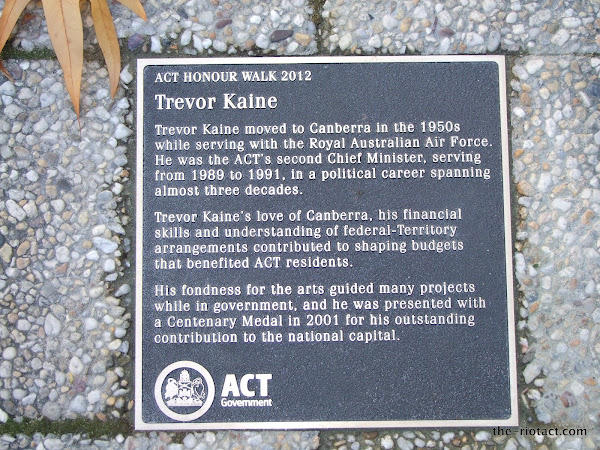 ACT HONOUR WALK 2012
Trevor Kaine
Trevor Kaine moved to Canberra in the 1950s
while serving with the Royal Australian Air Force.
He was the ACT's second Chief Minister, serving
from 1989 to 1991, in a political career spanning
almost three decades.
Trevor Kaine's love of Canberra, his financial
skills and understanding of federal-Territory
arrangements contributed to shaping budgets
that benefited ACT residents.
His fondness for the arts guided many projects
while in government, and he was presented with
a Centenary Medal in 2001 for his outstanding
contribution to the national capital.
ACT
Government
the-riotact.com